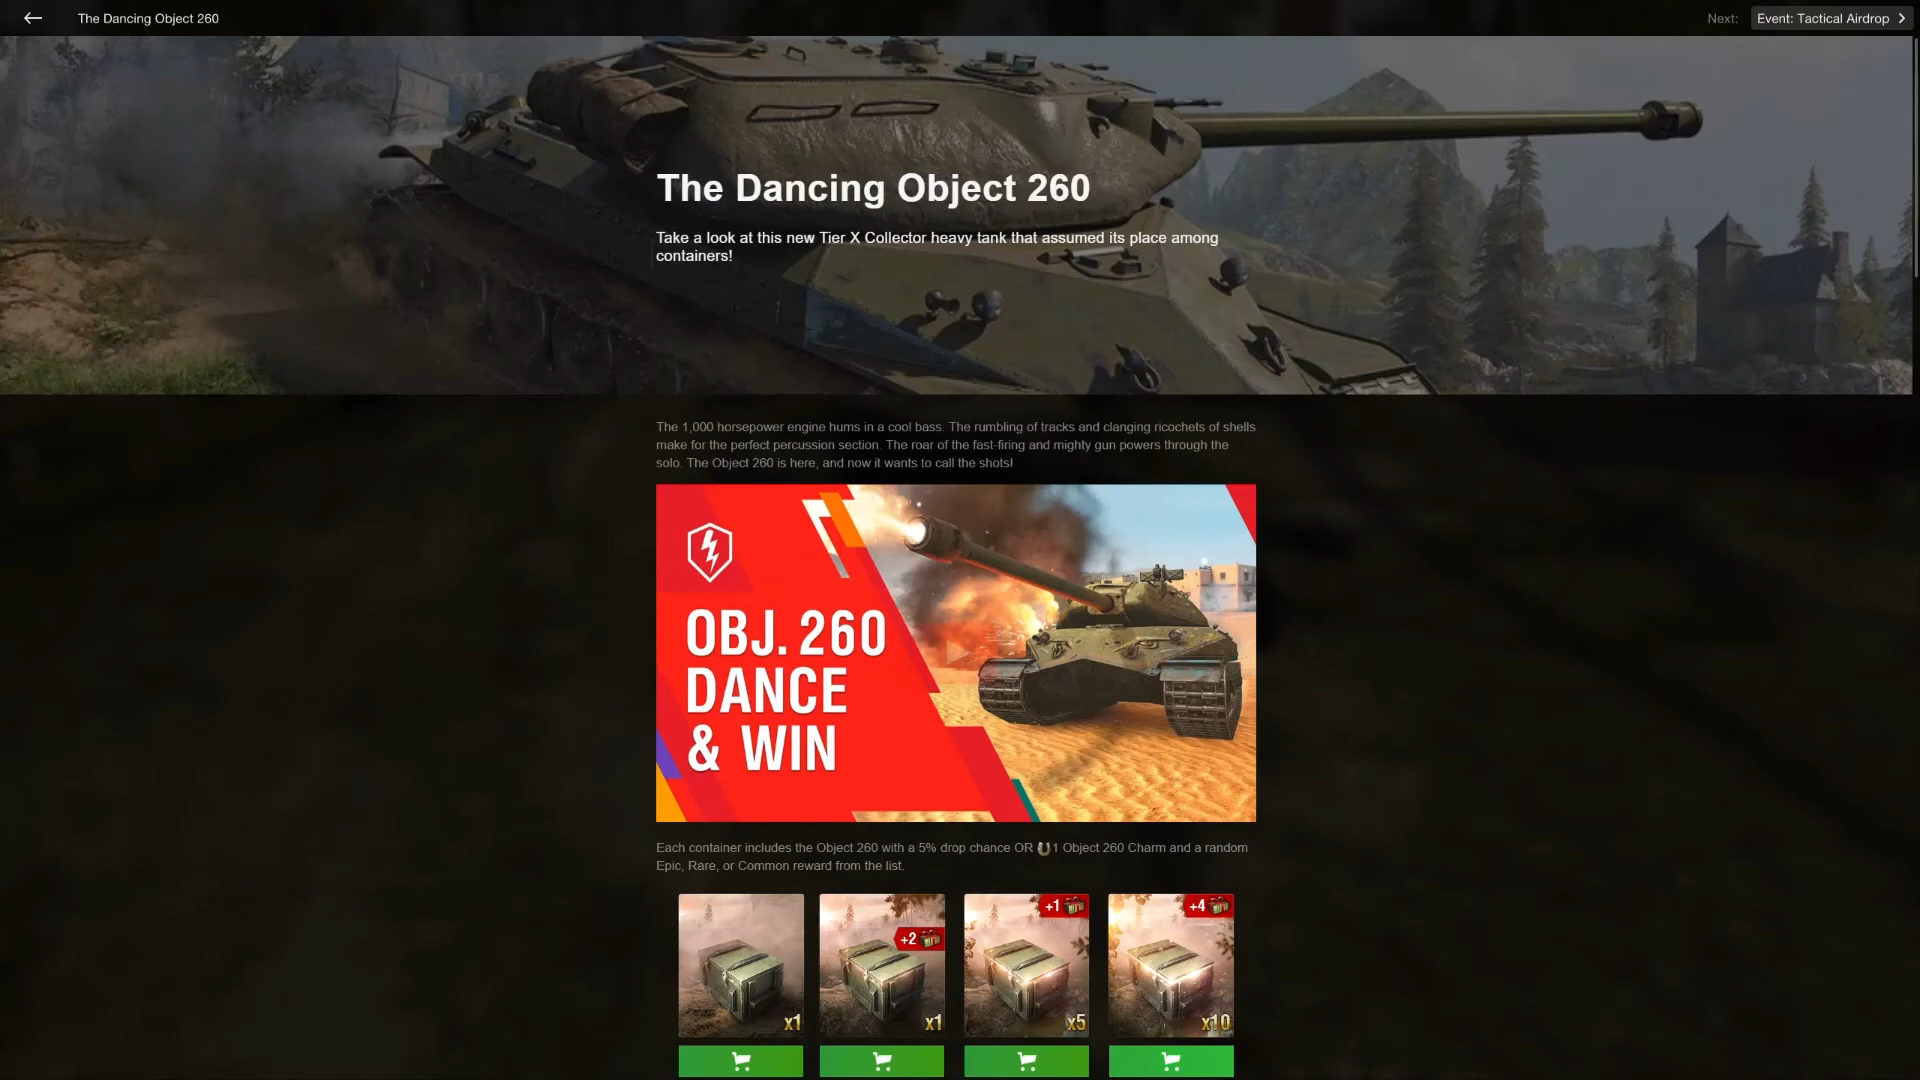 The Dancing Object 260
Next:
Event: Tactical Airdrop
The Dancing Object 260
Take a look at this new Tier X Collector heavy tank that assumed its place among
containers!
The 1,000 horsepower engine hums in a cool bass. The rumbling of tracks and clanging ricochets of shells
make for the perfect percussion section. The roar of the fast-firing and mighty gun powers through the
solo. The Object 260 is here, and now it wants to call the shots!
OBJ. 260
DANCE
& WIN
Each container includes the Object 260 with a 5% drop chance OR 1 Object 260 Charm and a random
Epic, Rare, or Common reward from the list.
+2
+1
+4
x1
x1
x5
x10